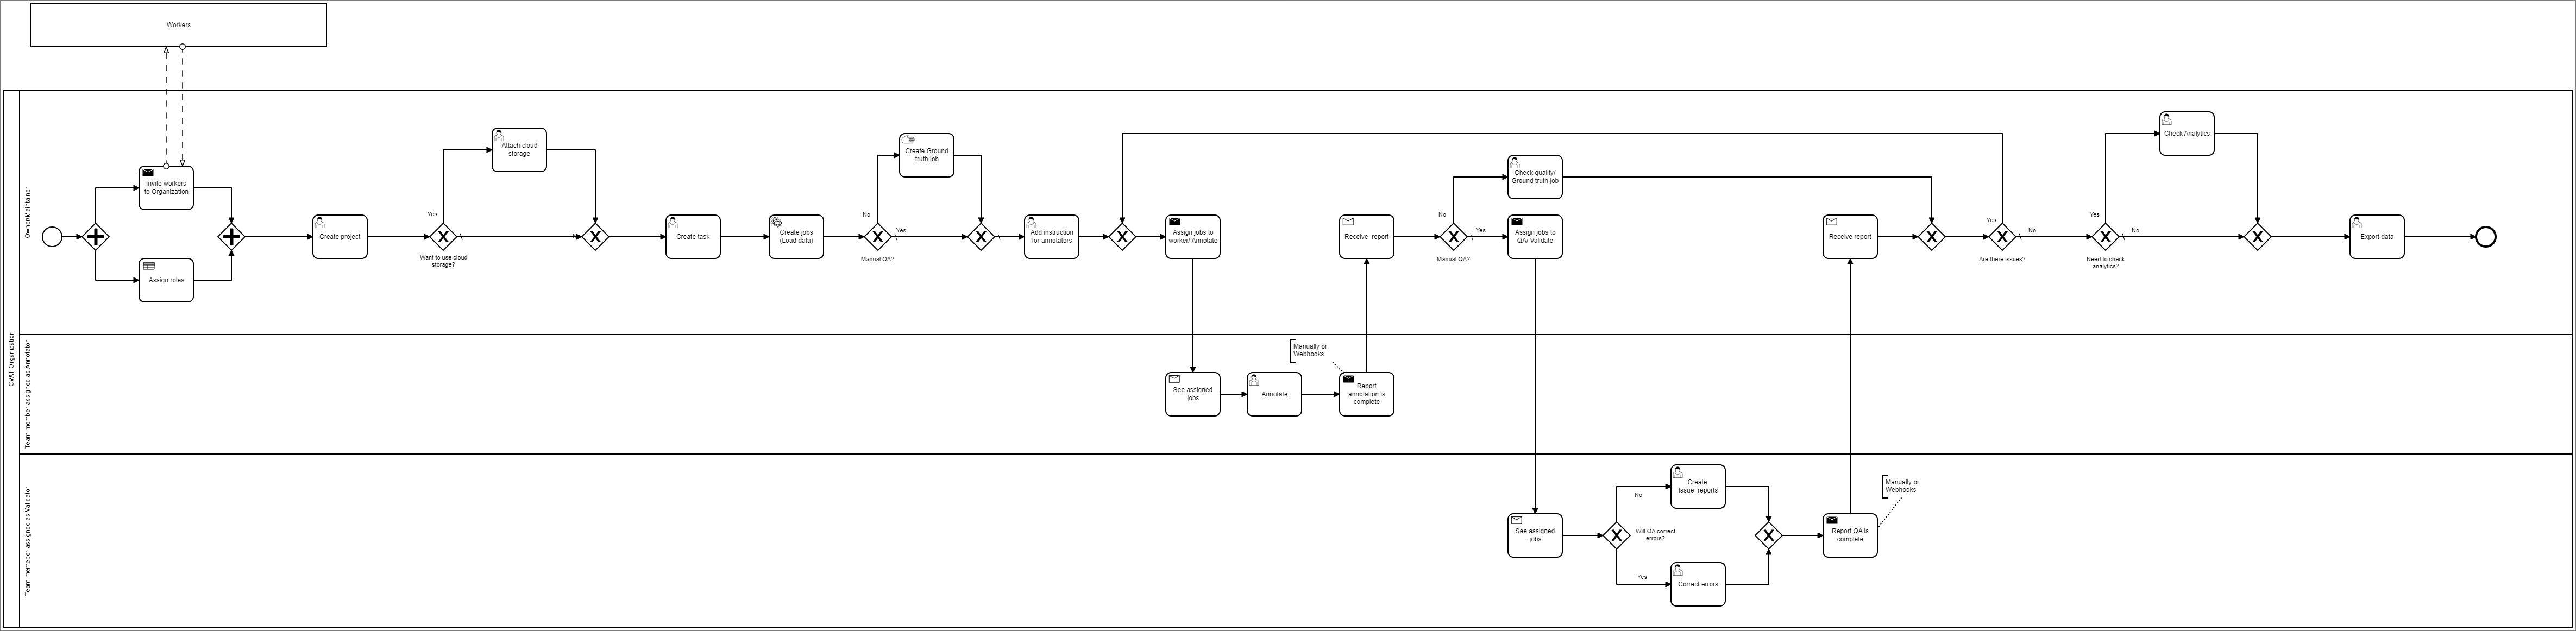 Workers
CVAT Organization
Owner/Maintainer
Invite workers
to Organization
Assign roles
Create project
Yes
Want to use cloud
storage?
Attach cloud
storage
Create task
Create jobs
(Load data)
No
Yes
Manual QA?
Create Ground
truth job
Add instruction
for annotators
Assign jobs to
worker/ Annotate
Receive report
No
Yes
Manual QA?
Check quality/
Ground truth job
Assign jobs to
QA/ Validate
Receive report
Yes
No
Are there issues?
Yes
No
Need to check
analytics?
Check Analytics
Export data
Team member assigned as Annotator
See assigned
jobs
Annotate
Manually or
Webhooks
Report
annotation is
complete
Team memeber assigned as Validator
See assigned
jobs
No
Will QA correct
errors?
Yes
Create
Issue reports
Correct errors
Report QA is
complete
Manually or
Webhooks